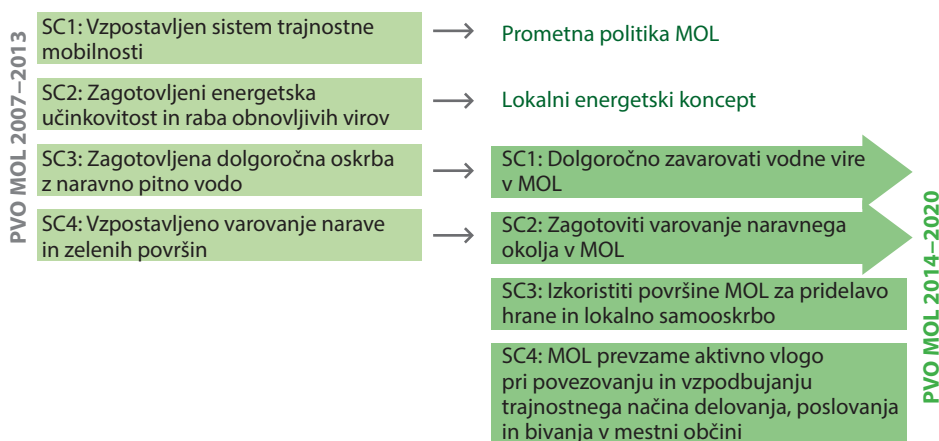 PVO MOL 2007–2013
SC1: Vzpostavljen sistem trajnostne
mobilnosti
Prometna politika MOL
SC2: Zagotovljeni energetska
učinkovitost in raba obnovljivih virov
Lokalni energetski koncept
SC3: Zagotovljena dolgoročna oskrba
z naravno pitno vodo
SC1: Dolgoročno zavarovati vodne vire
v MOL
SC4: Vzpostavljeno varovanje narave
in zelenih površin
SC2: Zagotoviti varovanje naravnega
okolja v MOL
SC3: Izkoristiti površine MOL za pridelavo
hrane in lokalno samooskrbo
SC4: MOL prevzame aktivno vlogo
pri povezovanju in vzpodbujanju
trajnostnega načina delovanja, poslovanja
in bivanja v mestni občini
PVO MOL 2014–2020